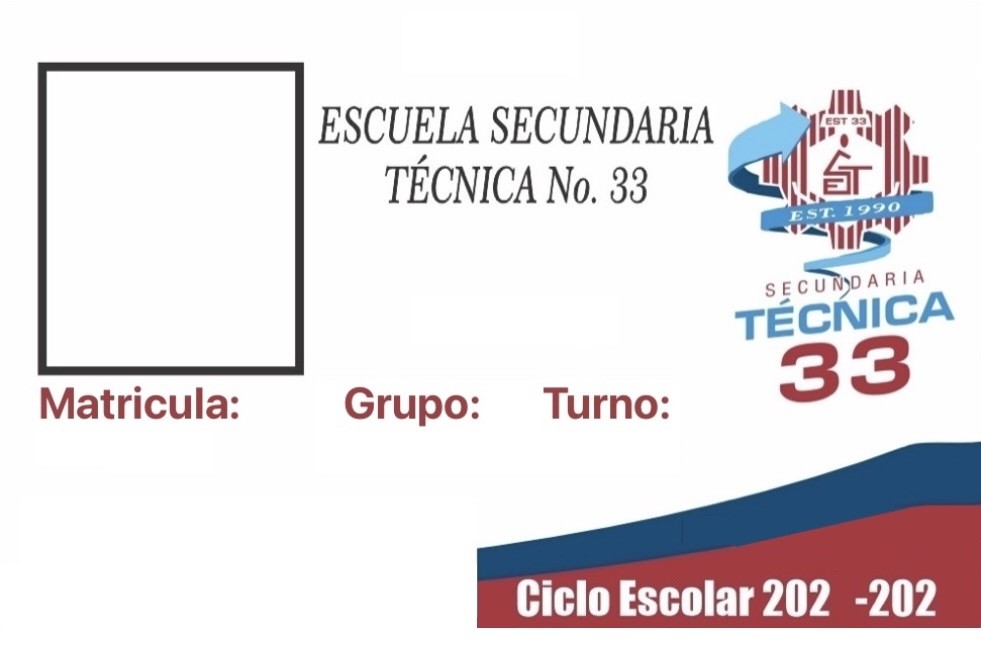 ESCUELA SECUNDARIA
TÉCNICA No. 33
EST 33
EST. 1990
SECUNDARIA
TÉCNICA
33
Matricula: Grupo: Turno:
Ciclo Escolar 202 -202